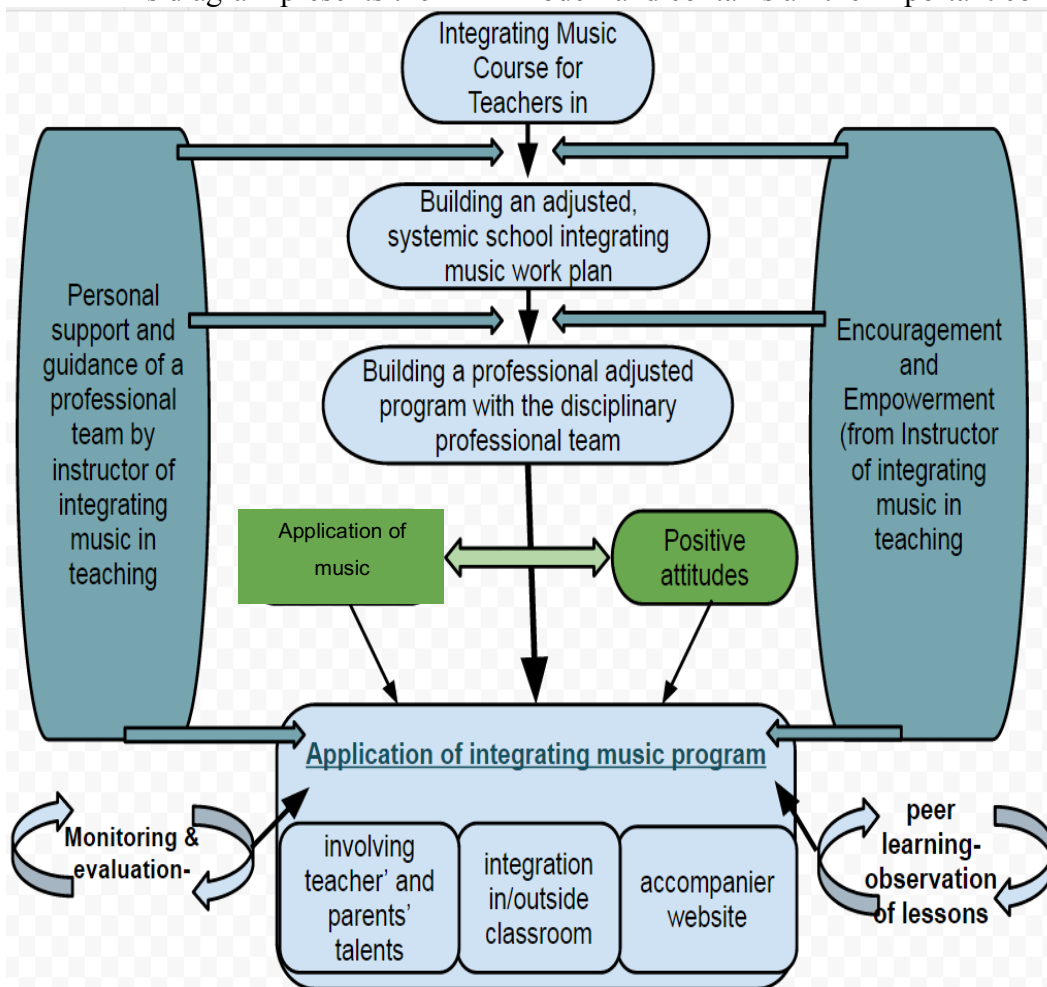 Integrating Music
Course for
Teachers in
Building an adjusted,
systemic school integrating
music work plan
Personal
support and
guidance of a
professional
team by
instructor of
integrating
music in
teaching
Encouragement
and
Empowerment
(from Instructor
of integrating
music in
teaching
Building a professional adjusted
program with the disciplinary
professional team
Application of
music
Positive
attitudes
Application of integrating music program
Monitoring &
evaluation-
peer
learning-
observation
of lessons
involving
teacher' and
parents'
talents
integration
in/outside
classroom
accompanier
website